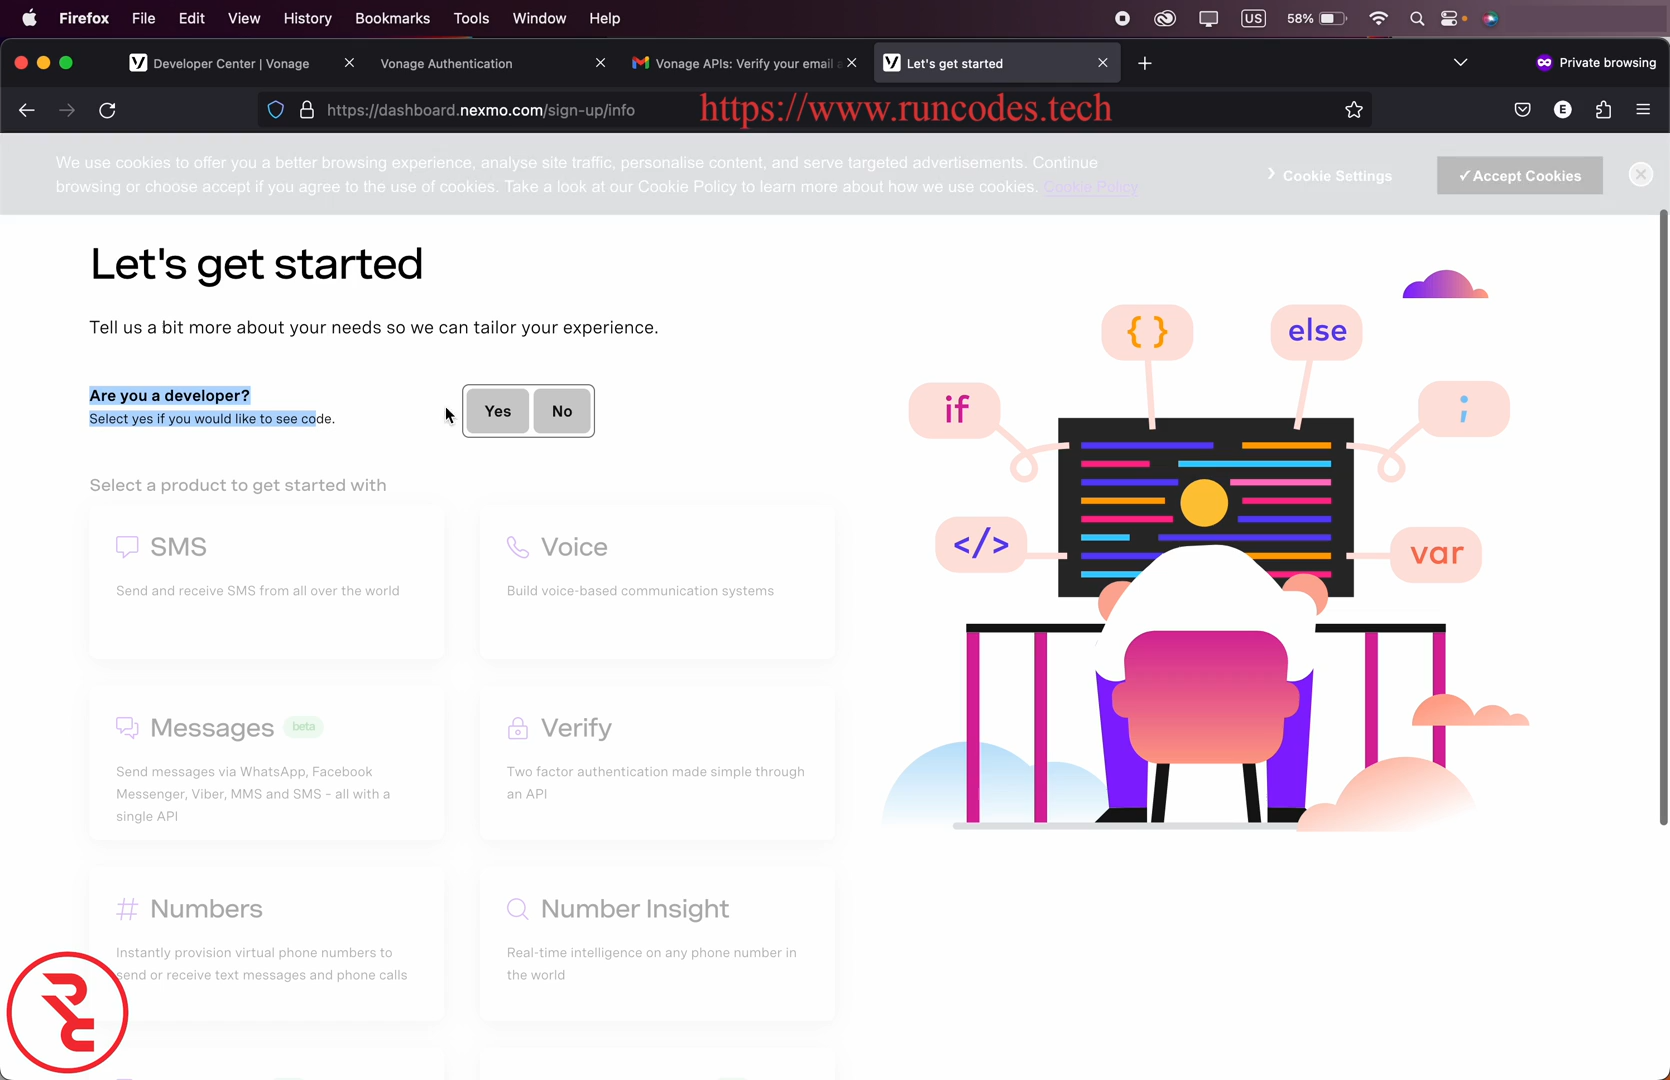 Firefox File Edit View History Bookmarks Tools Window Help US 58%
Developer Center | Vonage Vonage Authentication Vonage APIs: Verify your email a Let's get started Private browsing
https://dashboard.nexmo.com/sign-up/info https://www.runcodes.tech E
We use cookies to offer you a better browsing experience, analyse site traffic, personalise content, and serve targeted advertisements. Continue
browsing or choose accept if you agree to the use of cookies. Take a look at our Cookie Policy to learn more about how we use cookies. Cookie Policy
Cookie Settings
✓Accept Cookies
Let's get started
Tell us a bit more about your needs so we can tailor your experience.
Are you a developer?
Select yes if you would like to see code.
Yes No
Select a product to get started with
SMS
Send and receive SMS from all over the world
Voice
Build voice-based communication systems
Messages beta
Send messages via WhatsApp, Facebook
Messenger, Viber, MMS and SMS - all with a
single API
Verify
Two factor authentication made simple through
an API
Numbers
Instantly provision virtual phone numbers to
send or receive text messages and phone calls
Number Insight
Real-time intelligence on any phone number in
the world
{ }
else
if
;
</>
var